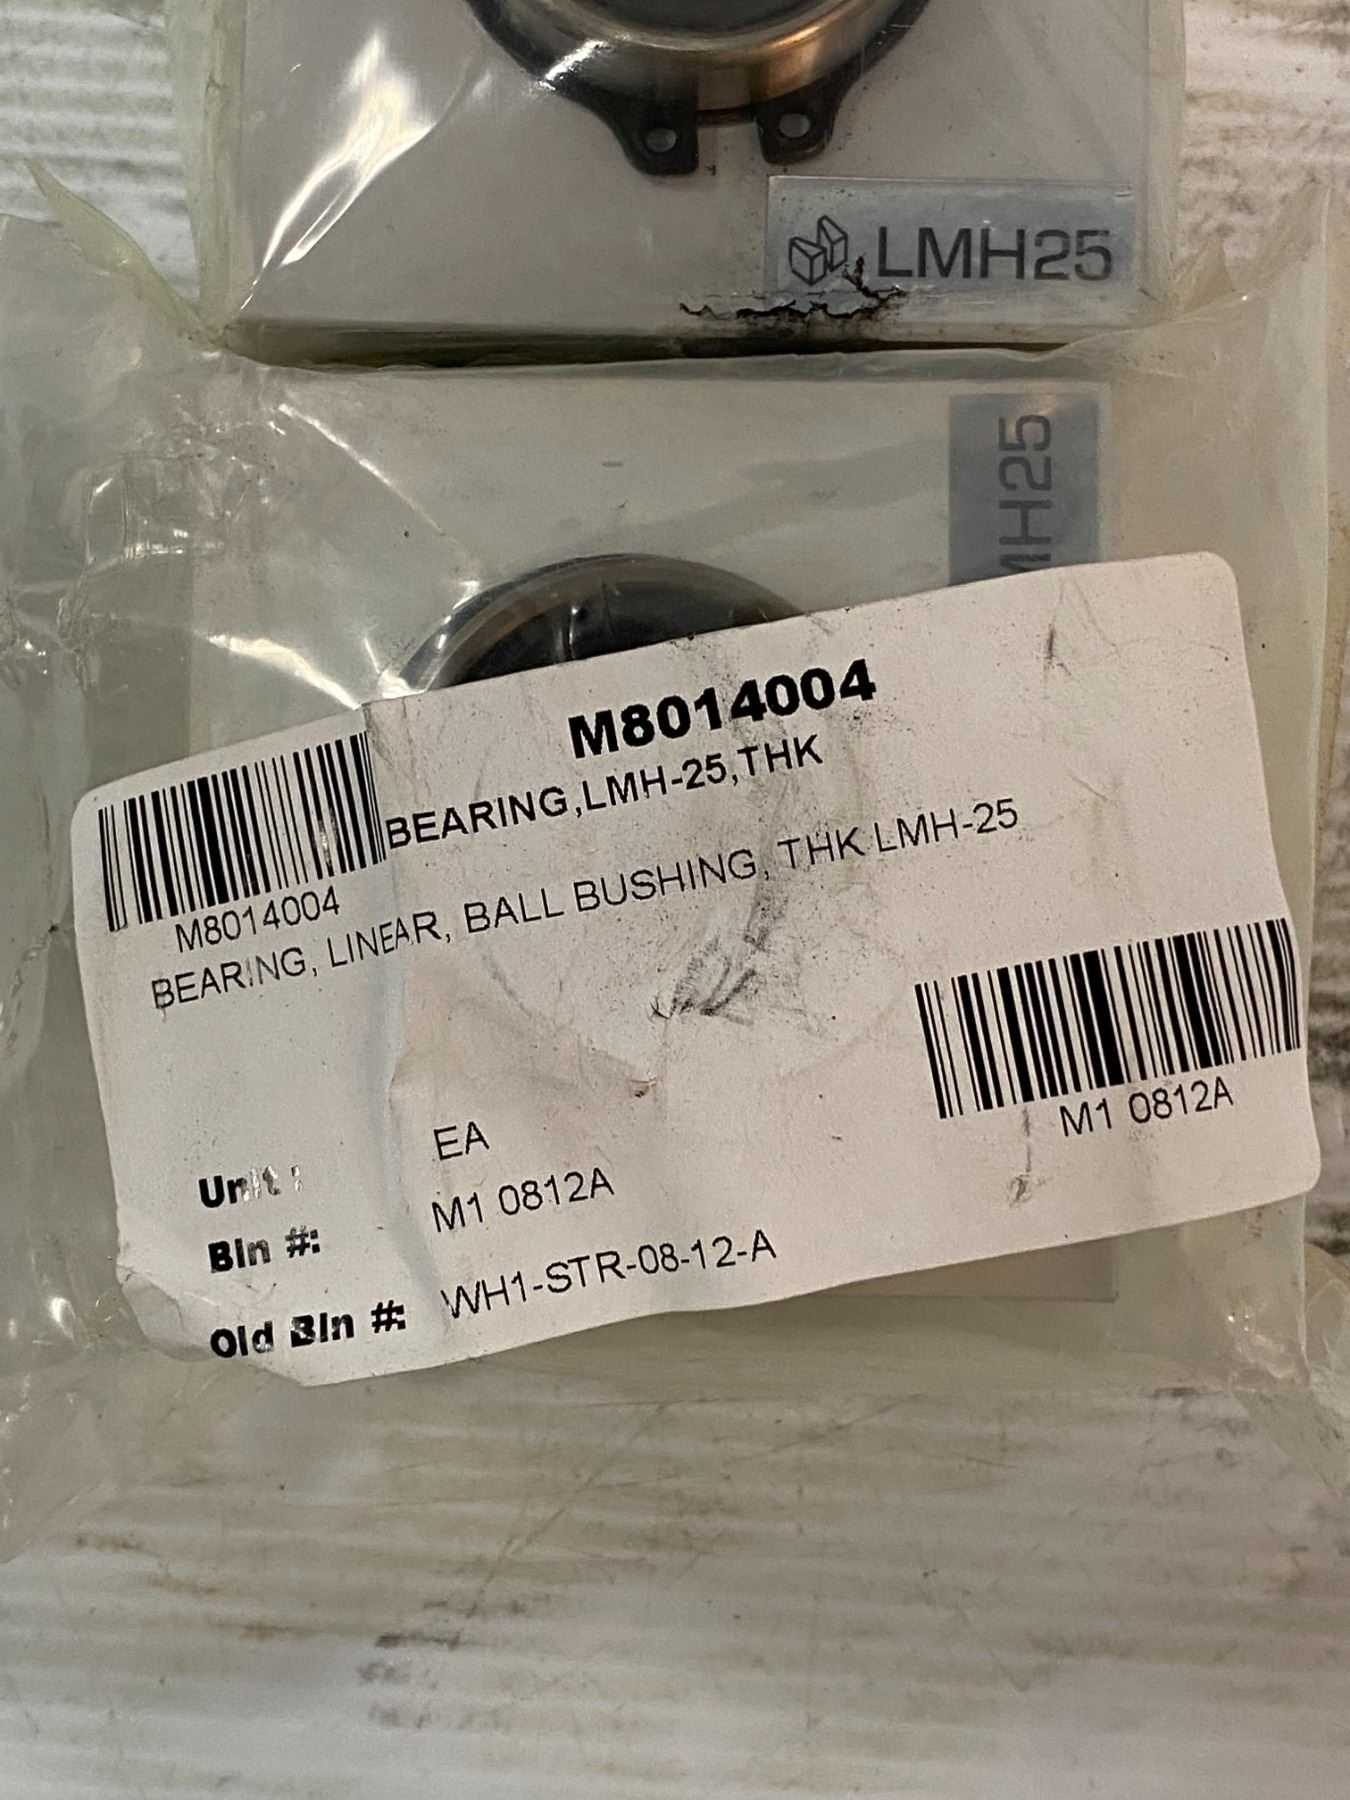 LMH25
MH25
M8014004
BEARING,LMH-25,THK
M8014004
BEARING, LINEAR, BALL BUSHING, THK LMH-25
M1 0812A
Unit : EA
Bin #: M1 0812A
Old Bin #: WH1-STR-08-12-A